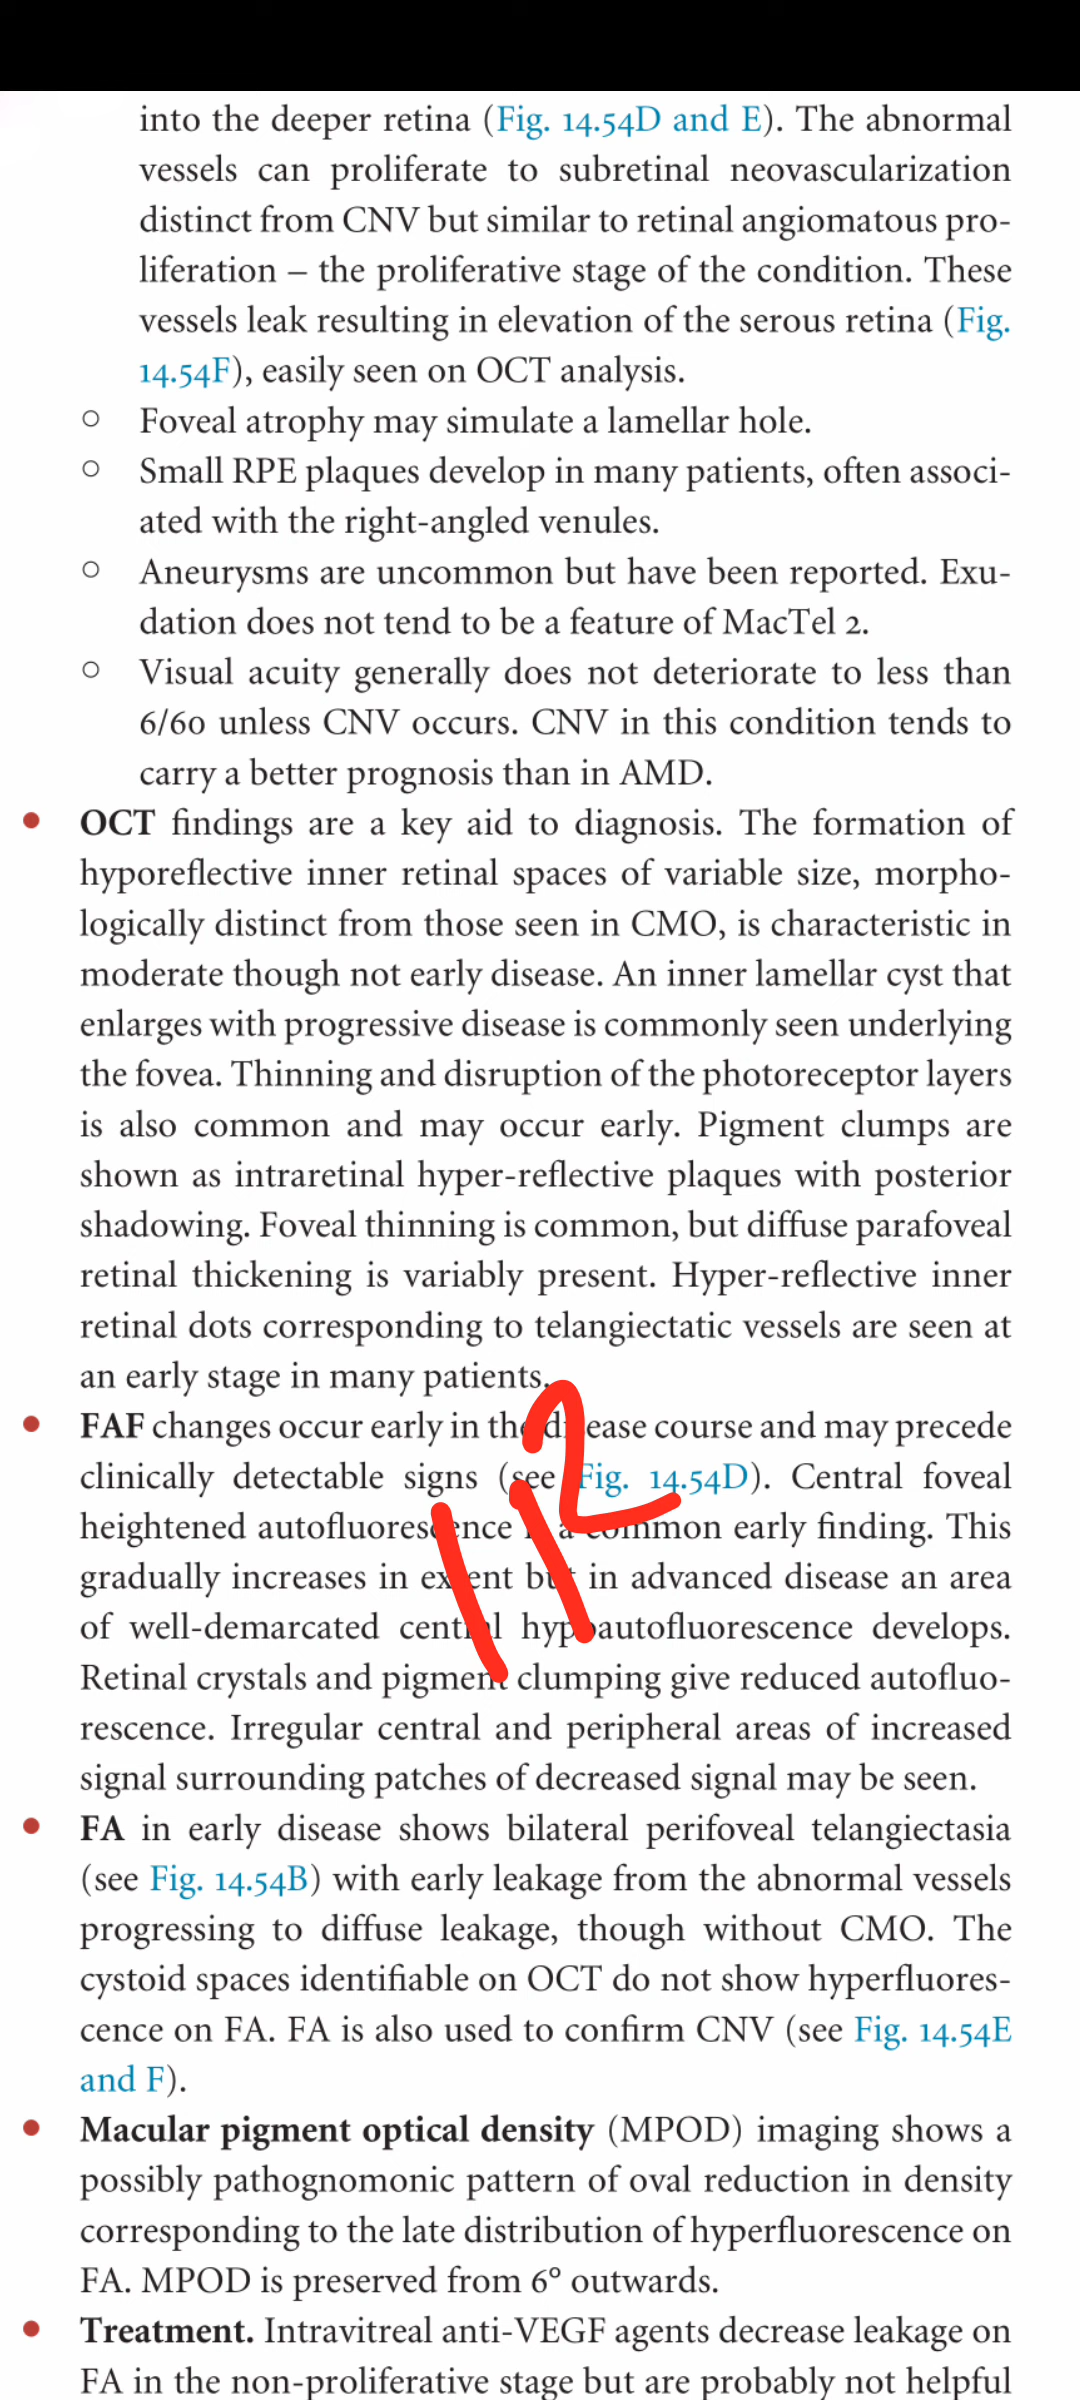 into the deeper retina (Fig. 14.54D and E). The abnormal
vessels can proliferate to subretinal neovascularization
distinct from CNV but similar to retinal angiomatous pro-
liferation – the proliferative stage of the condition. These
vessels leak resulting in elevation of the serous retina (Fig.
14.54F), easily seen on OCT analysis.
○ Foveal atrophy may simulate a lamellar hole.
○ Small RPE plaques develop in many patients, often associ-
ated with the right-angled venules.
○ Aneurysms are uncommon but have been reported. Exu-
dation does not tend to be a feature of MacTel 2.
○ Visual acuity generally does not deteriorate to less than
6/60 unless CNV occurs. CNV in this condition tends to
carry a better prognosis than in AMD.
• OCT findings are a key aid to diagnosis. The formation of
hyporeflective inner retinal spaces of variable size, morpho-
logically distinct from those seen in CMO, is characteristic in
moderate though not early disease. An inner lamellar cyst that
enlarges with progressive disease is commonly seen underlying
the fovea. Thinning and disruption of the photoreceptor layers
is also common and may occur early. Pigment clumps are
shown as intraretinal hyper-reflective plaques with posterior
shadowing. Foveal thinning is common, but diffuse parafoveal
retinal thickening is variably present. Hyper-reflective inner
retinal dots corresponding to telangiectatic vessels are seen at
an early stage in many patients.
• FAF changes occur early in the disease course and may precede
clinically detectable signs (see Fig. 14.54D). Central foveal
heightened autofluorescence is a common early finding. This
gradually increases in extent but in advanced disease an area
of well-demarcated central hypoautofluorescence develops.
Retinal crystals and pigment clumping give reduced autofluo-
rescence. Irregular central and peripheral areas of increased
signal surrounding patches of decreased signal may be seen.
112
• FA in early disease shows bilateral perifoveal telangiectasia
(see Fig. 14.54B) with early leakage from the abnormal vessels
progressing to diffuse leakage, though without CMO. The
cystoid spaces identifiable on OCT do not show hyperfluores-
cence on FA. FA is also used to confirm CNV (see Fig. 14.54E
and F).
• Macular pigment optical density (MPOD) imaging shows a
possibly pathognomonic pattern of oval reduction in density
corresponding to the late distribution of hyperfluorescence on
FA. MPOD is preserved from 6° outwards.
• Treatment. Intravitreal anti-VEGF agents decrease leakage on
FA in the non-proliferative stage but are probably not helpful